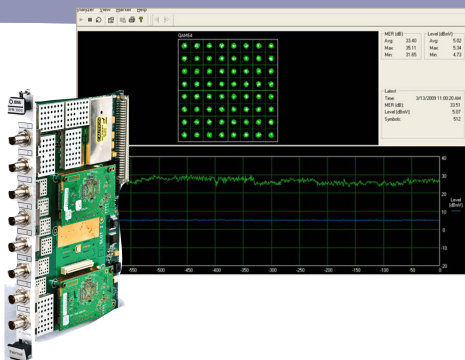 View Marker Help
QAM64
MER (dB)
Avg: 33.40
Max: 35.11
Min: 31.65
Level (dBmV)
Avg: 5.02
Max: 5.34
Min: 4.73
Latest
Time: 3/13/2009 11:00:20 AM
MER (dB): 33.51
Level (dBmV): 5.07
Symbols: 512
40
30
20
10
0
-10
-20
Level
(dBmV)
-550 -500 -450 -400 -350 -300 -250 -200 -150 -100 -50 0